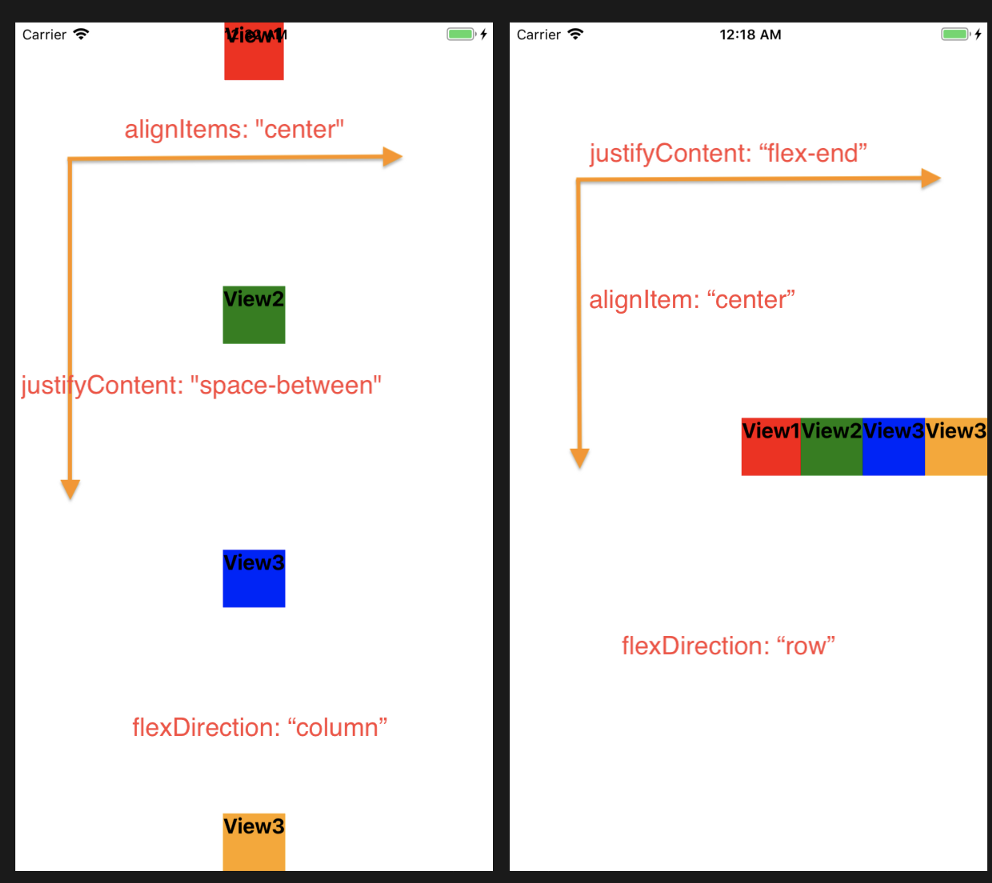 Carrier
View1
alignItems: "center"
View2
justifyContent: "space-between"
View3
flexDirection: “column”
View3
Carrier 12:18 AM
justifyContent: “flex-end”
alignItem: “center”
View1 View2 View3 View3
flexDirection: “row”